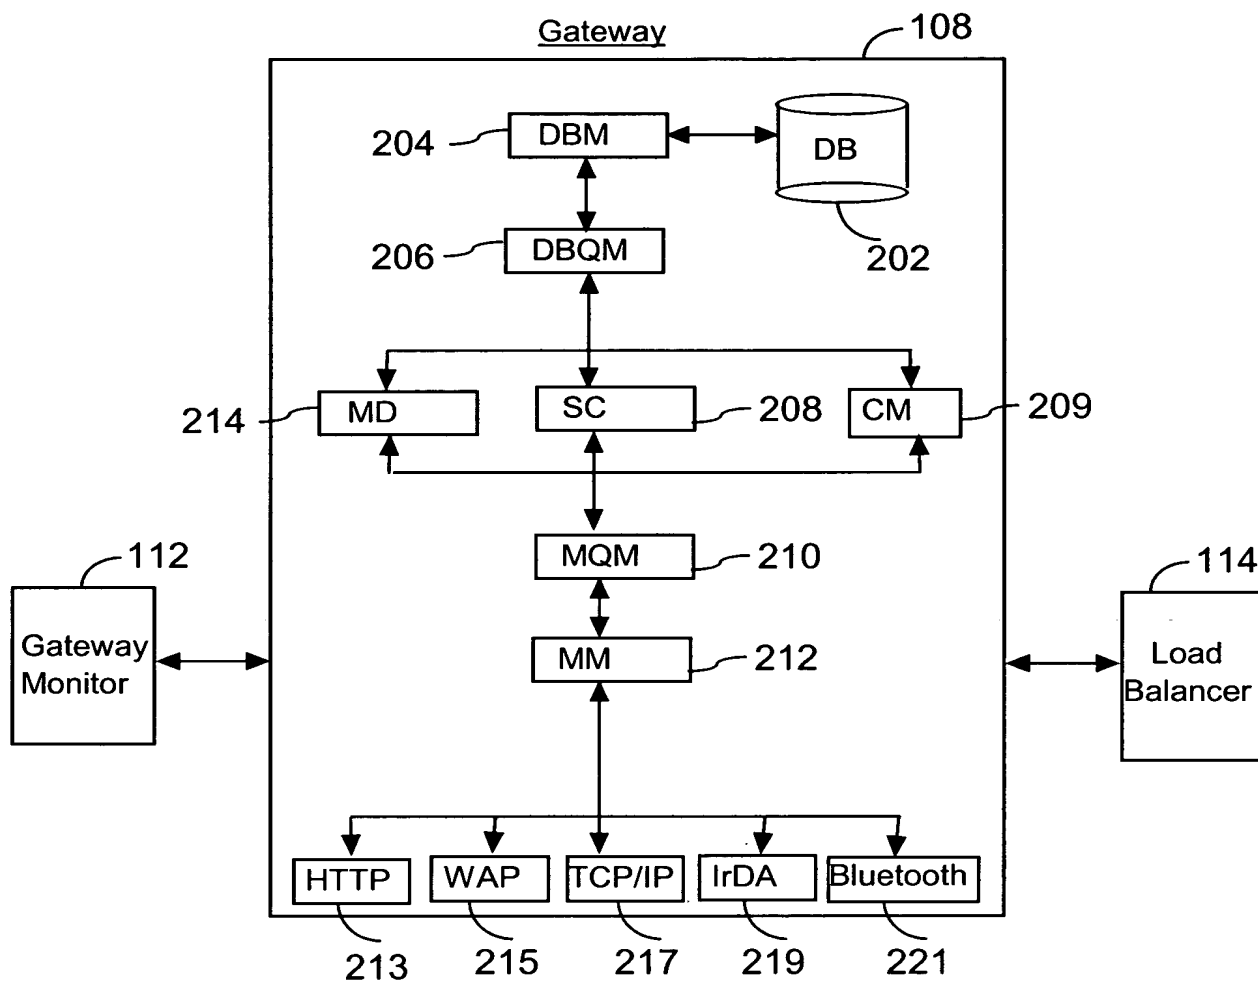 Gateway
108
204
DBM
DB
206
DBQM
202
214
MD
SC
208
CM
209
112
MQM
210
114
Gateway
Monitor
MM
212
Load
Balancer
HTTP
WAP
TCP/IP
IrDA
Bluetooth
213
215
217
219
221